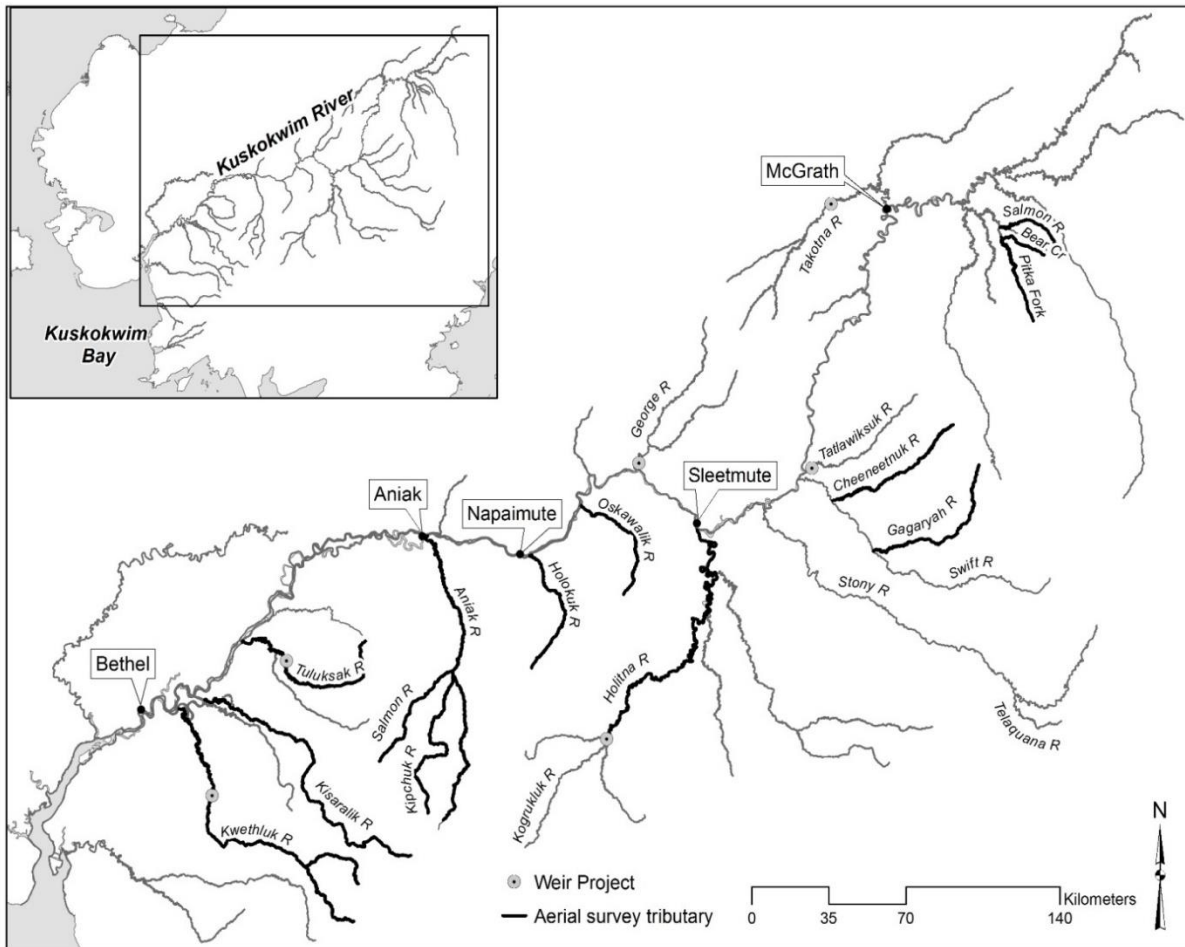 Kuskokwim River
Kuskokwim
Bay
McGrath
Takotna R
Salmon R
Bear Cr
Pitka Fork
George R
Tatlawiksuk R
Cheeneetnuk R
Sleetmute
Gagaryah R
Aniak
Napaimute
Oskawalik R
Swift R
Stony R
Holokuk R
Aniak R
Tuluksak R
Bethel
Holitna R
Salmon R
Telaquana R
Kipchuk R
Kisaralik R
Kogrukluk R
Kwethluk R
N
Weir Project
Aerial survey tributary
Kilometers
0 35 70 140